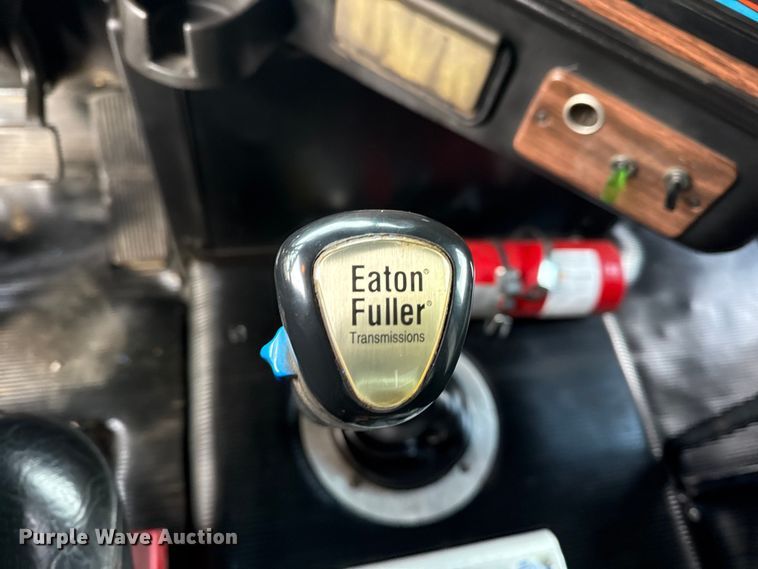 Eaton®
Fuller®
Transmissions
Purple Wave Auction